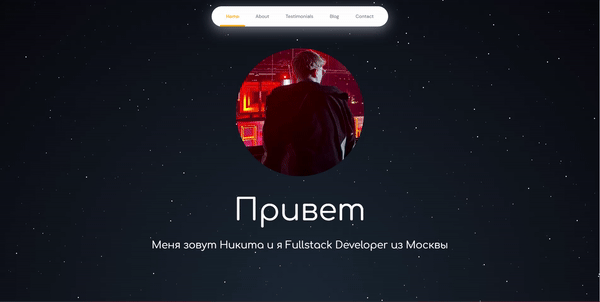 Home About Testimonials Blog Contact
Привет
Меня зовут Никита и я Fullstack Developer из Москвы